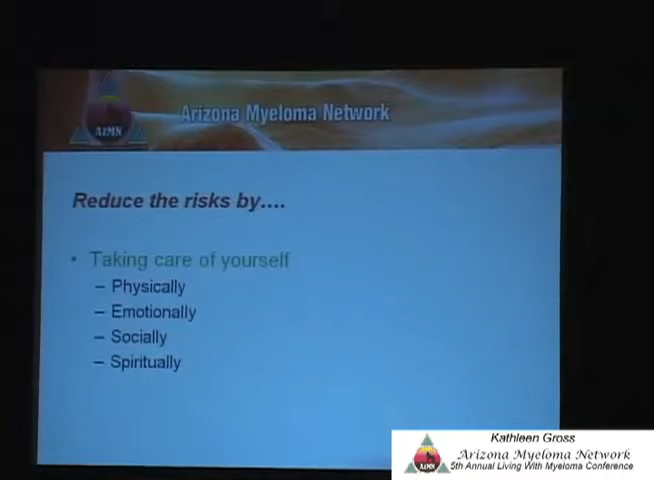 Arizona Myeloma Network
AzMN
Reduce the risks by....
• Taking care of yourself
– Physically
– Emotionally
– Socially
– Spiritually
Kathleen Gross
AzMN
Arizona Myeloma Network
5th Annual Living With Myeloma Conference